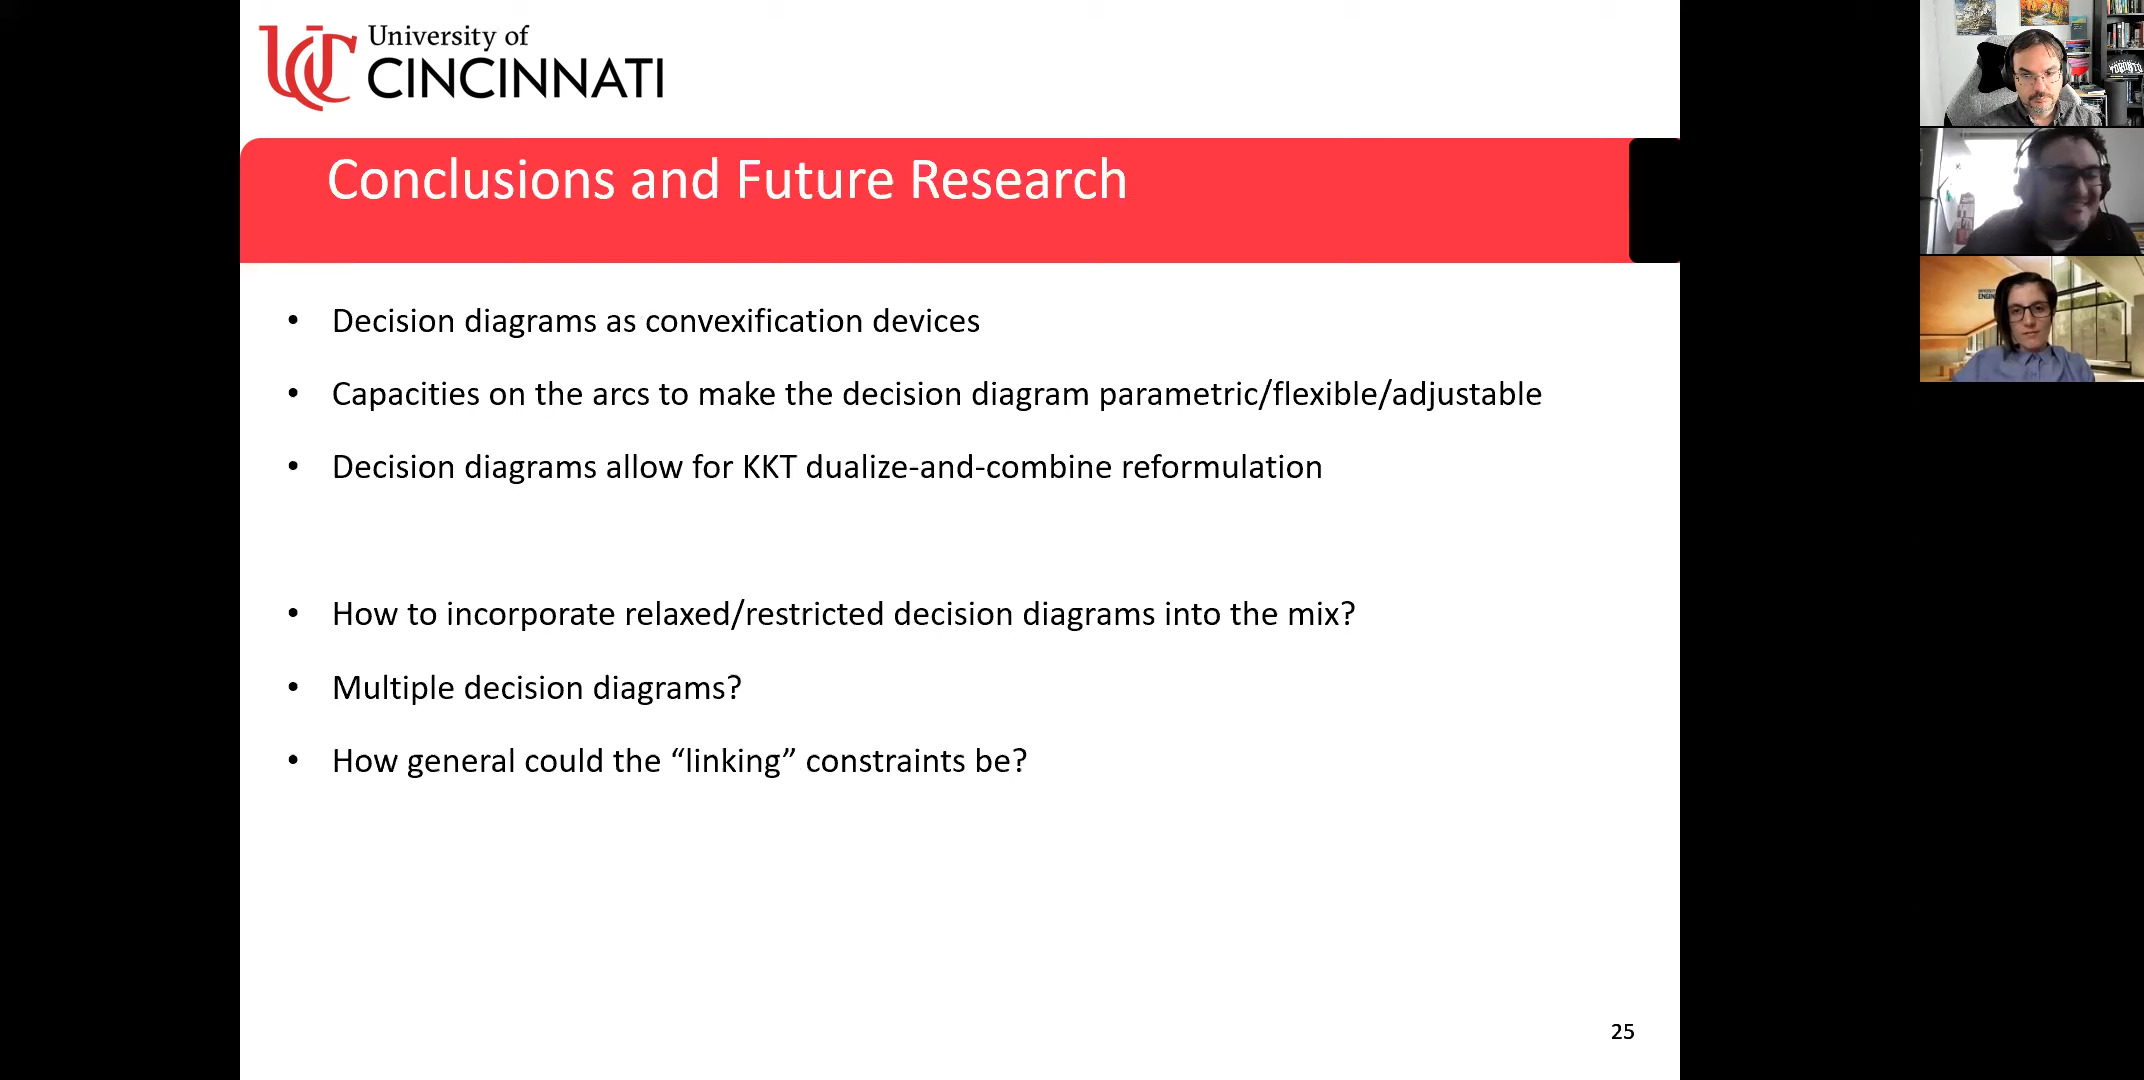 University of
CINCINNATI
Conclusions and Future Research
• Decision diagrams as convexification devices
• Capacities on the arcs to make the decision diagram parametric/flexible/adjustable
• Decision diagrams allow for KKT dualize-and-combine reformulation
• How to incorporate relaxed/restricted decision diagrams into the mix?
• Multiple decision diagrams?
• How general could the “linking” constraints be?
25